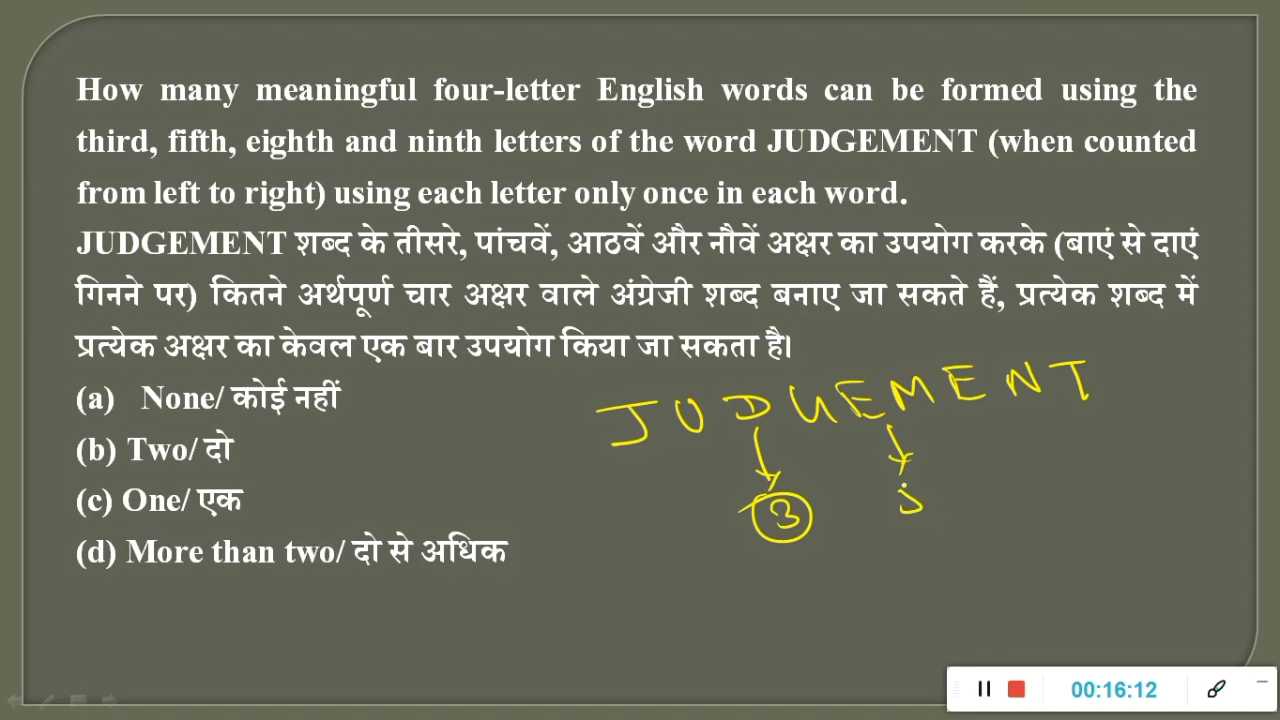 How many meaningful four-letter English words can be formed using the
third, fifth, eighth and ninth letters of the word JUDGEMENT (when counted
from left to right) using each letter only once in each word.
JUDGEMENT शब्द के तीसरे, पांचवें, आठवें और नौवें अक्षर का उपयोग करके (बाएं से दाएं
गिनने पर) कितने अर्थपूर्ण चार अक्षर वाले अंग्रेजी शब्द बनाए जा सकते हैं, प्रत्येक शब्द में
प्रत्येक अक्षर का केवल एक बार उपयोग किया जा सकता है।
(a) None/ कोई नहीं
(b) Two/ दो
(c) One/ एक
(d) More than two/ दो से अधिक
JUDGEMENT
3
00:16:12